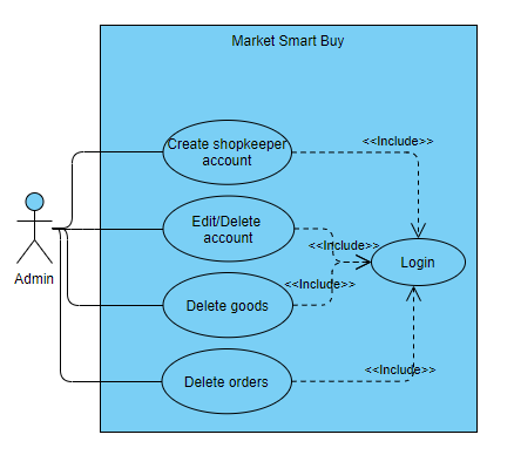 Market Smart Buy
Create shopkeeper
account
<<Include>>
Edit/Delete
account
<<Include>>
Admin
Login
Delete goods
<<Include>>
Delete orders
<<Include>>